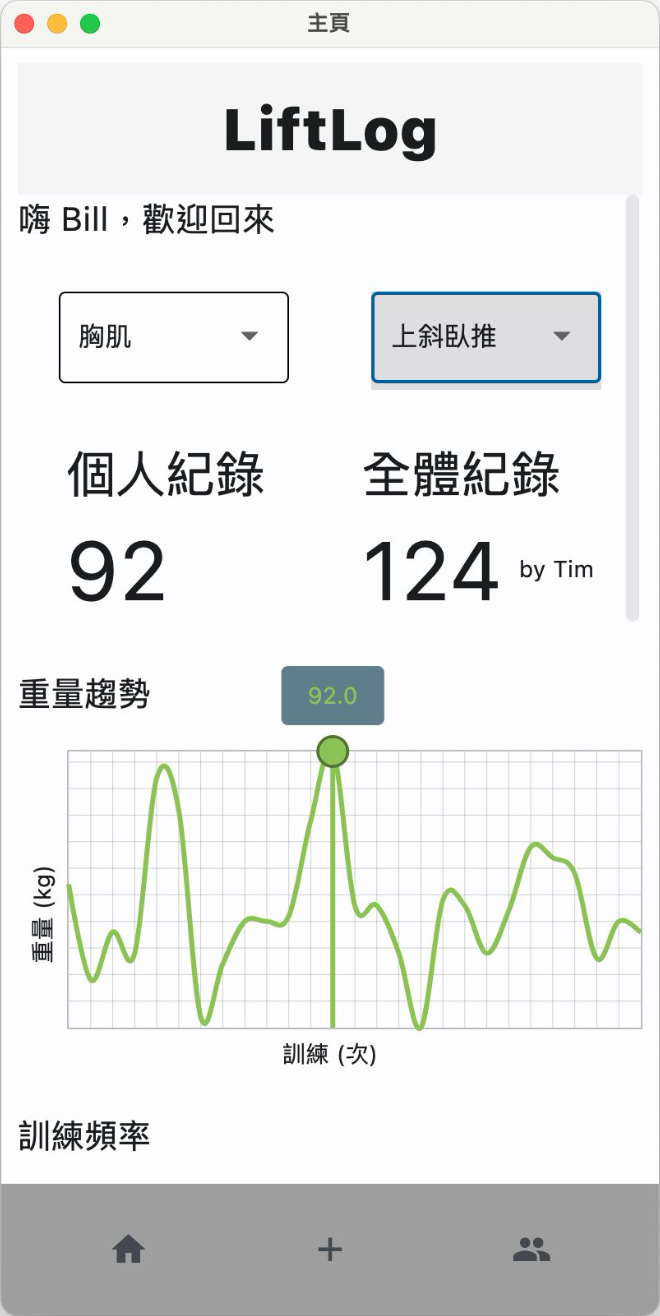 主頁
LiftLog
嗨 Bill，歡迎回來
胸肌
上斜臥推
個人紀錄
全體紀錄
92
124 by Tim
重量趨勢
92.0
重量 (kg)
訓練 (次)
訓練頻率